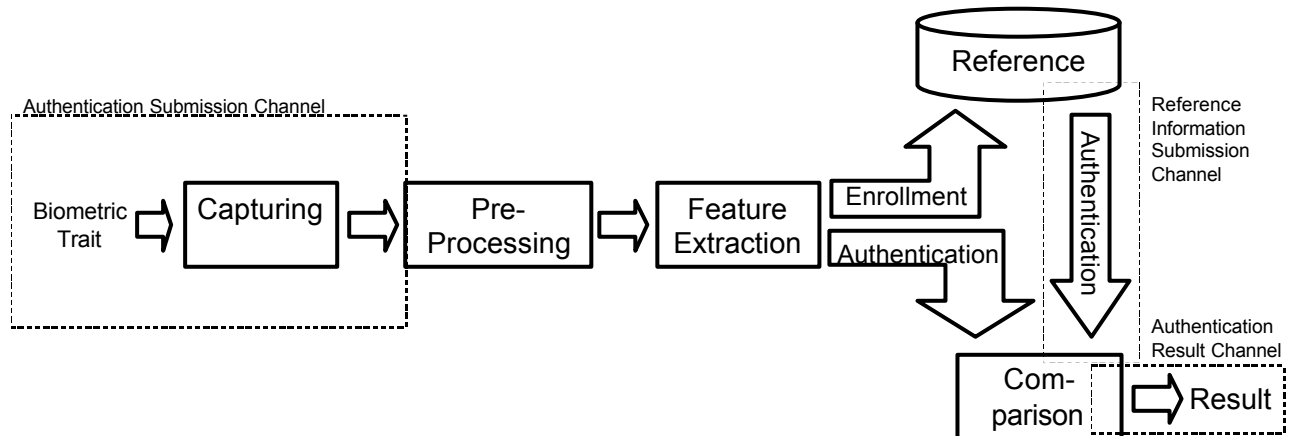 Authentication Submission Channel
Biometric
Trait
Capturing
Pre-
Processing
Feature
Extraction
Enrollment
Authentication
Reference
Authentication
Reference
Information
Submission
Channel
Com-
parison
Authentication
Result Channel
Result